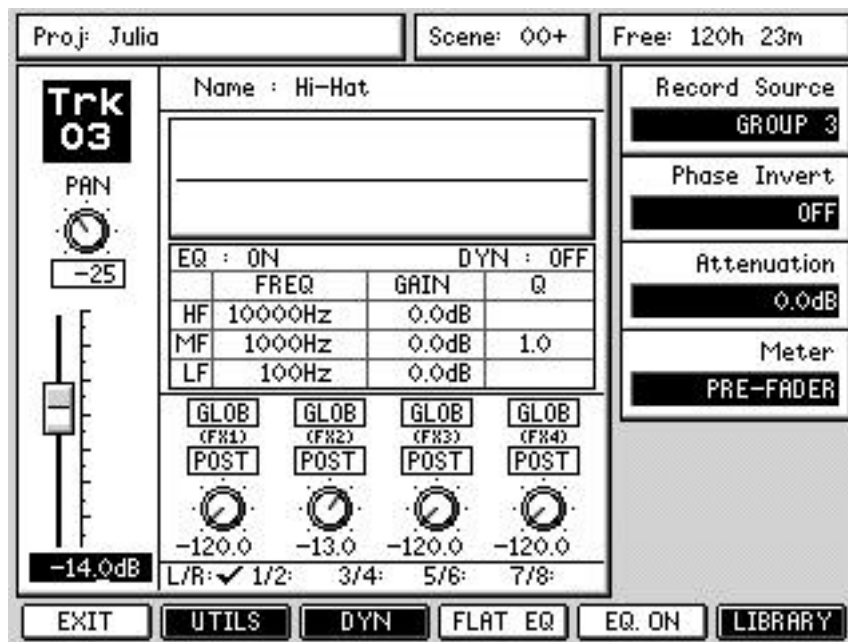 Proj: Julia
Scene: 00+
Free: 120h 23m
Trk
03
PAN
-25
-14.0dB
Name : Hi-Hat
EQ : ON DYN : OFF
FREQ GAIN Q
HF 10000Hz 0.0dB
MF 1000Hz 0.0dB 1.0
LF 100Hz 0.0dB
GLOB GLOB GLOB GLOB
(FX1) (FX2) (FX3) (FX4)
POST POST POST POST
-120.0 -13.0 -120.0 -120.0
L/R:✓ 1/2: 3/4: 5/6: 7/8:
Record Source
GROUP 3
Phase Invert
OFF
Attenuation
0.0dB
Meter
PRE-FADER
EXIT UTILS DYN FLAT EQ EQ. ON LIBRARY